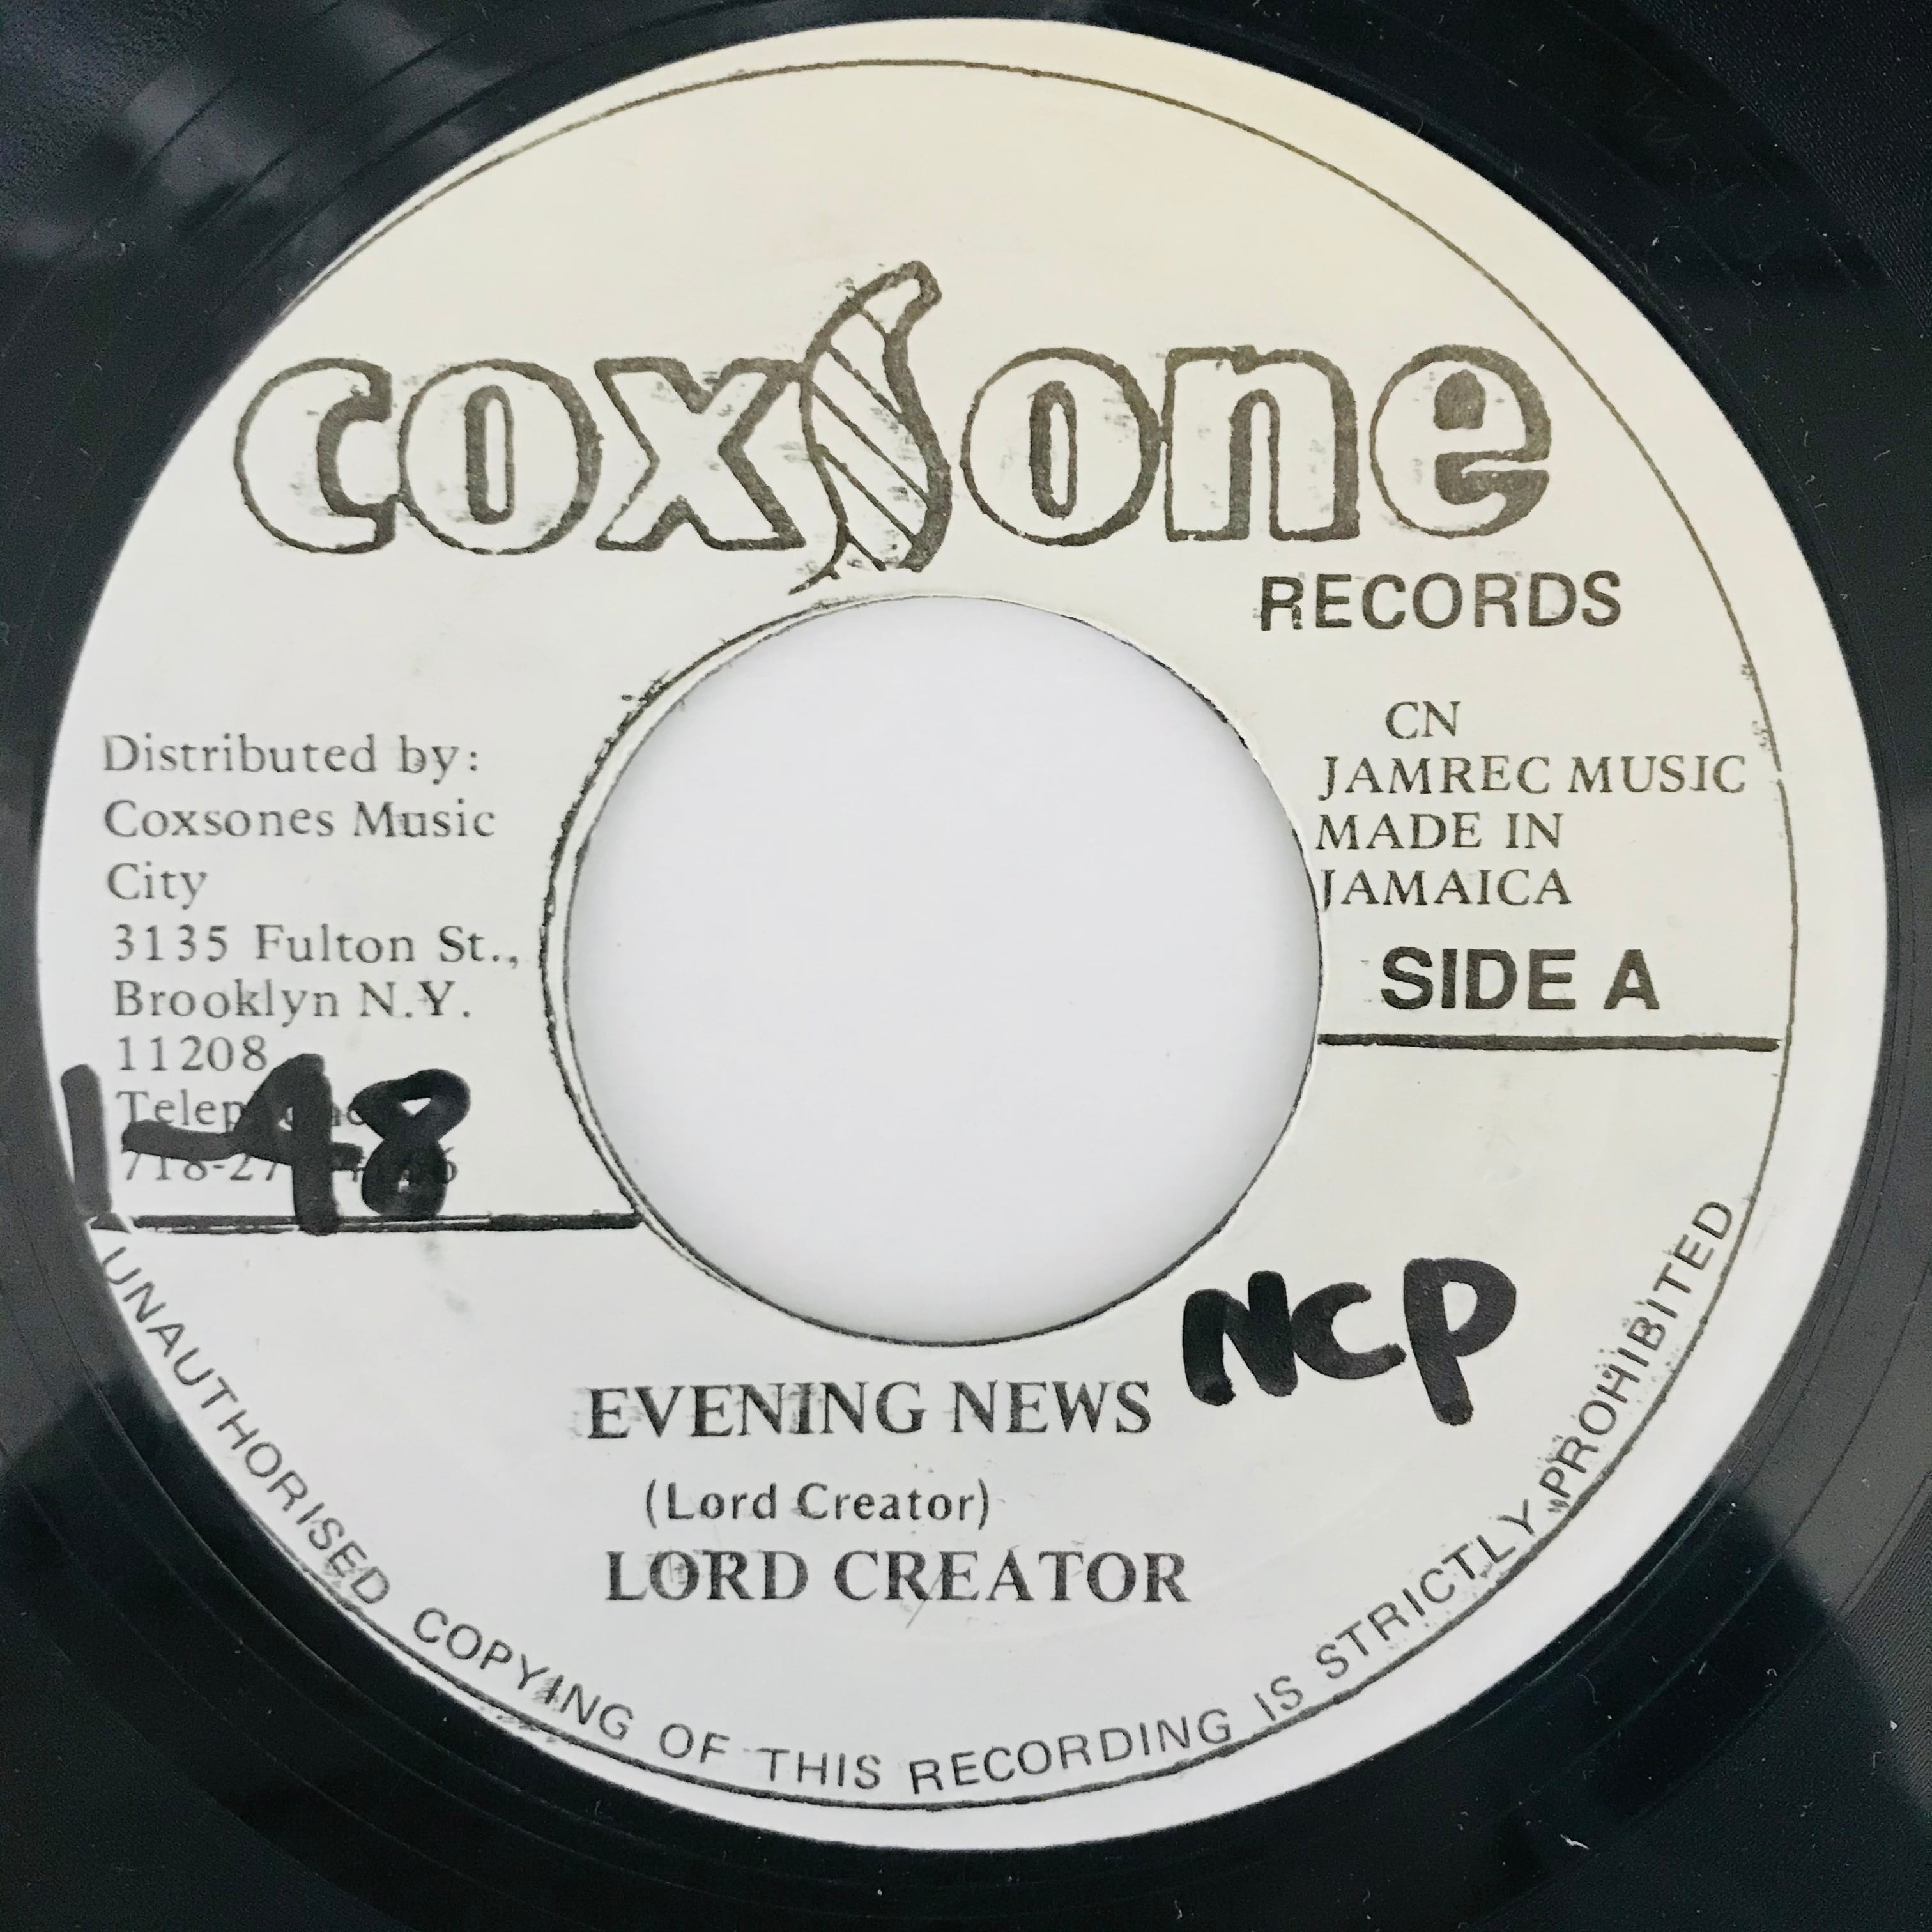 coxsone
RECORDS
Distributed by:
Coxsones Music
City
3135 Fulton St.,
Brooklyn N.Y.
11208
1-48
CN
JAMREC MUSIC
MADE IN
JAMAICA
SIDE A
NCP
EVENING NEWS
(Lord Creator)
LORD CREATOR
UNAUTHORISED COPYING OF THIS RECORDING IS STRICTLY PROHIBITED